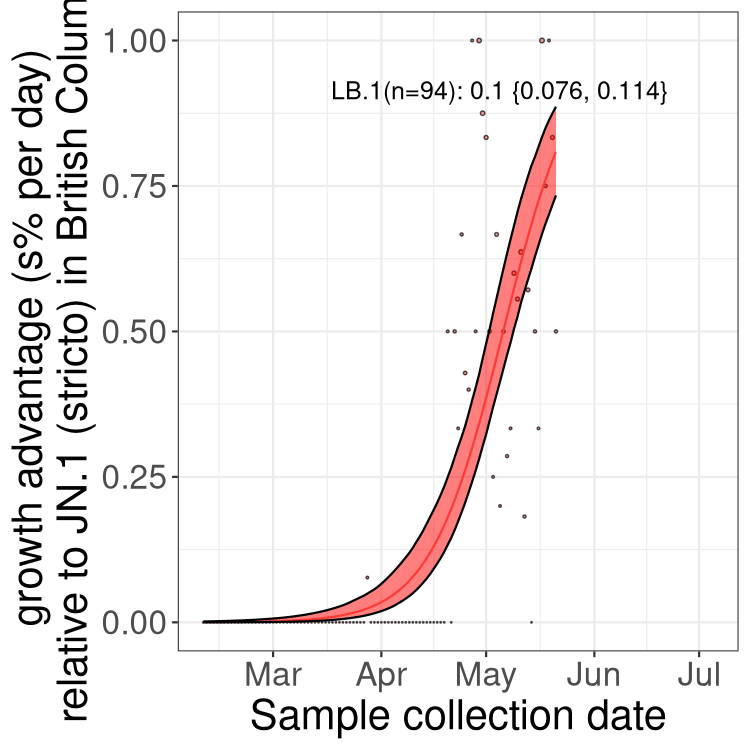 growth advantage (s% per day)
relative to JN.1 (stricto) in British Colum
1.00
0.75
0.50
0.25
0.00
LB.1(n=94): 0.1 {0.076, 0.114}
Mar Apr May Jun Jul
Sample collection date